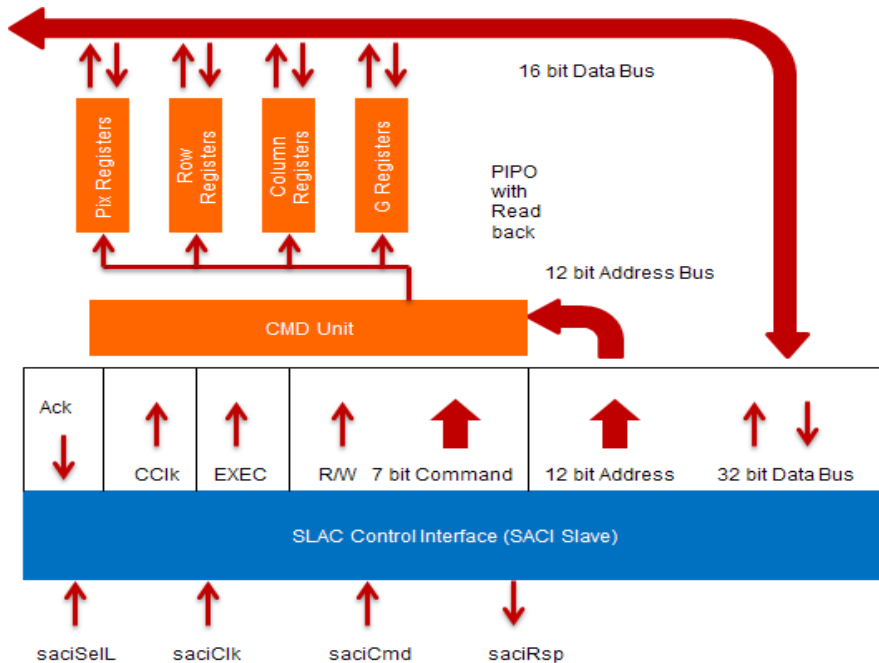 16 bit Data Bus
Pix Registers
Row
Registers
Column
Registers
G Registers
PIPO
with
Read
back
12 bit Address Bus
CMD Unit
Ack
CClk
EXEC
R/W
7 bit Command
12 bit Address
32 bit Data Bus
SLAC Control Interface (SACI Slave)
saciSelL
saciClk
saciCmd
saciRsp